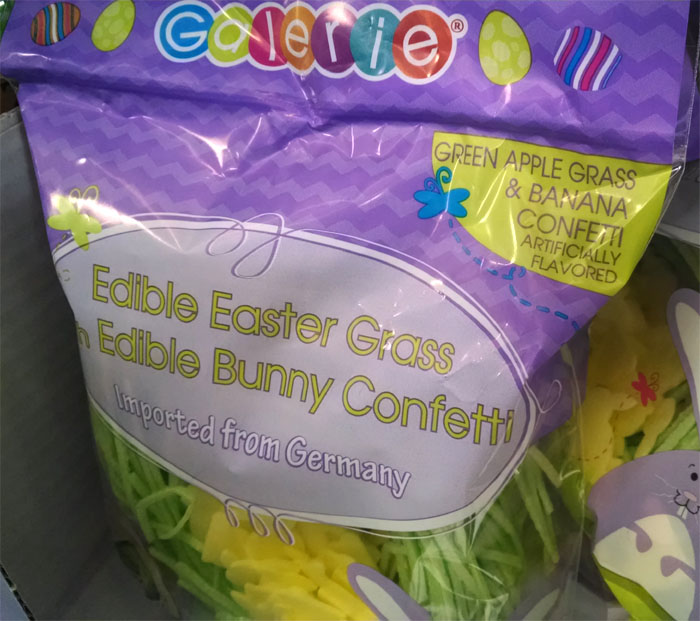 Galerie®
GREEN APPLE GRASS
& BANANA
CONFETTI
ARTIFICIALLY
FLAVORED
Edible Easter Grass
Edible Bunny Confetti
Imported from Germany